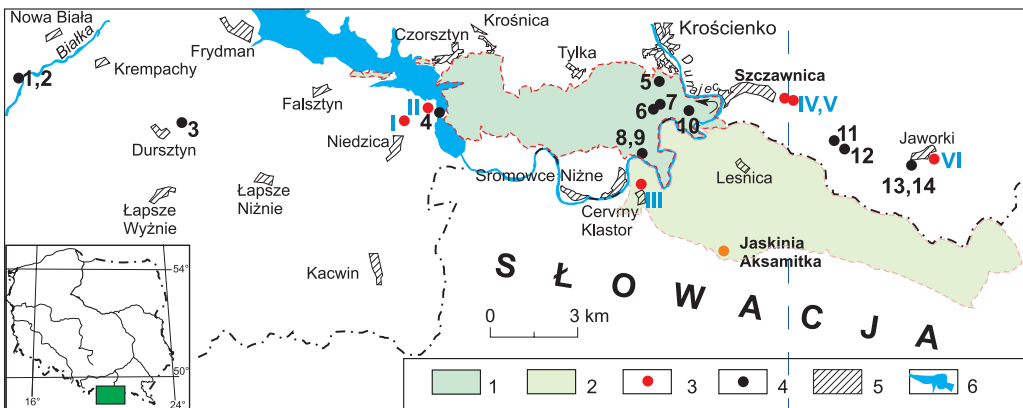 Nowa Biała
Białka
Krempachy
Frydman
Czorsztyn
Krośnica
Krościenko
Tylka
Dunajec
Szczawnica
1,2
3
Dursztyn
Falsztyn
Niedzica
I
II
4
5
6
7
8,9
10
IV,V
11
12
Jaworki
VI
13,14
Łapsze
Wyżnie
Łapsze
Niżnie
Sromowce Niżne
Cervrny
Klastor
III
Lesnica
Jaskinia
Aksamitka
Kacwin
SŁOWACJA
0 3 km
54°
50°
16°
24°
1 2 3 4 5 6